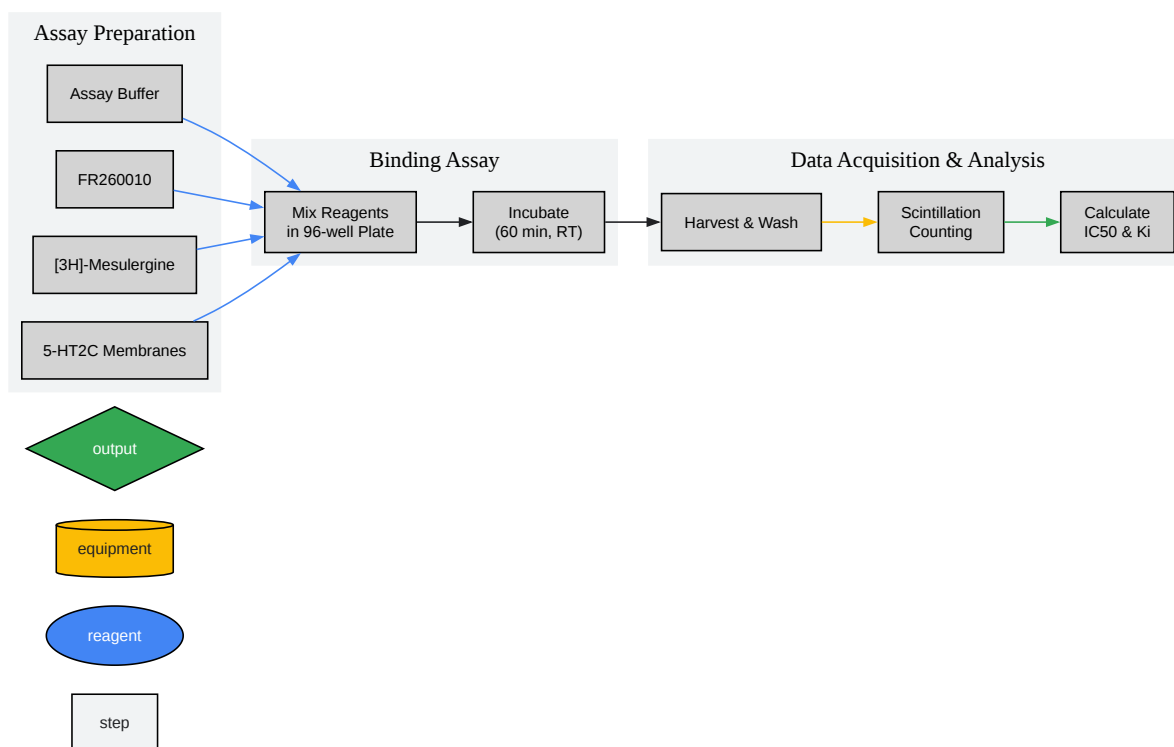 Assay Preparation
Assay Buffer
FR260010
[3H]-Mesulergine
5-HT2C Membranes
Binding Assay
Mix Reagents
in 96-well Plate
Incubate
(60 min, RT)
Data Acquisition & Analysis
Harvest & Wash
Scintillation
Counting
Calculate
IC50 & Ki
output
equipment
reagent
step